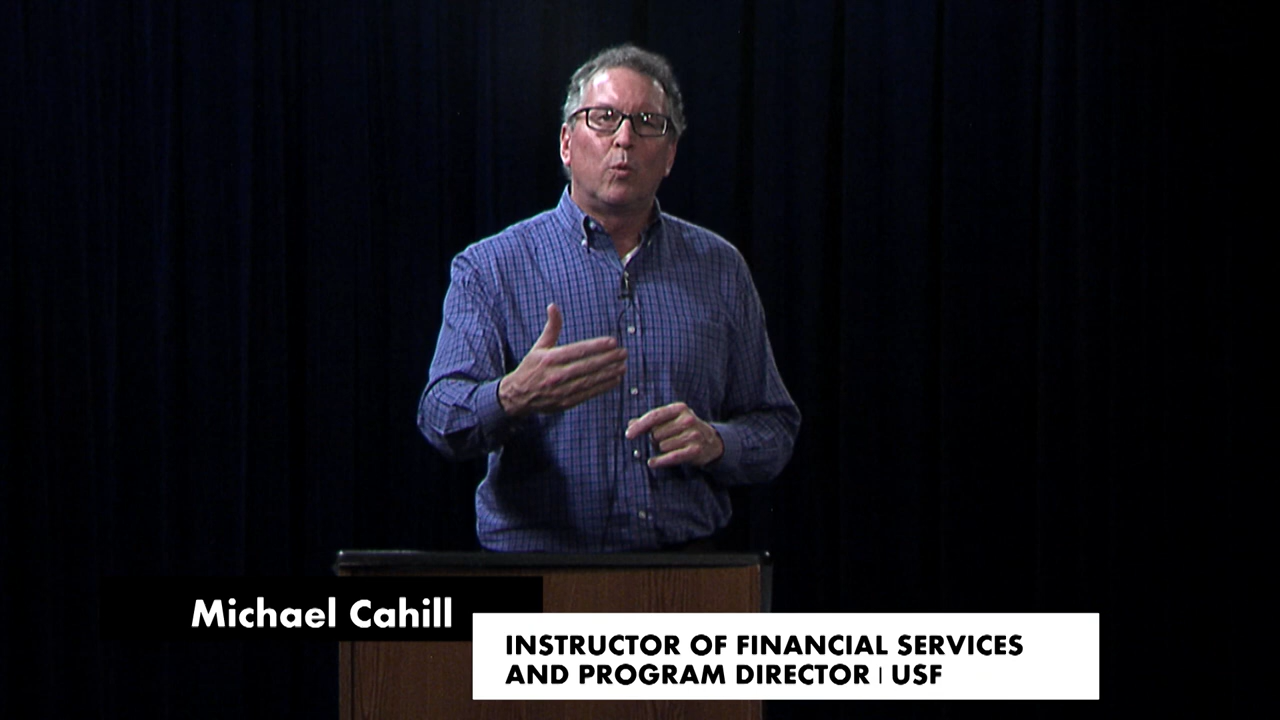 Michael Cahill
INSTRUCTOR OF FINANCIAL SERVICES
AND PROGRAM DIRECTOR | USF